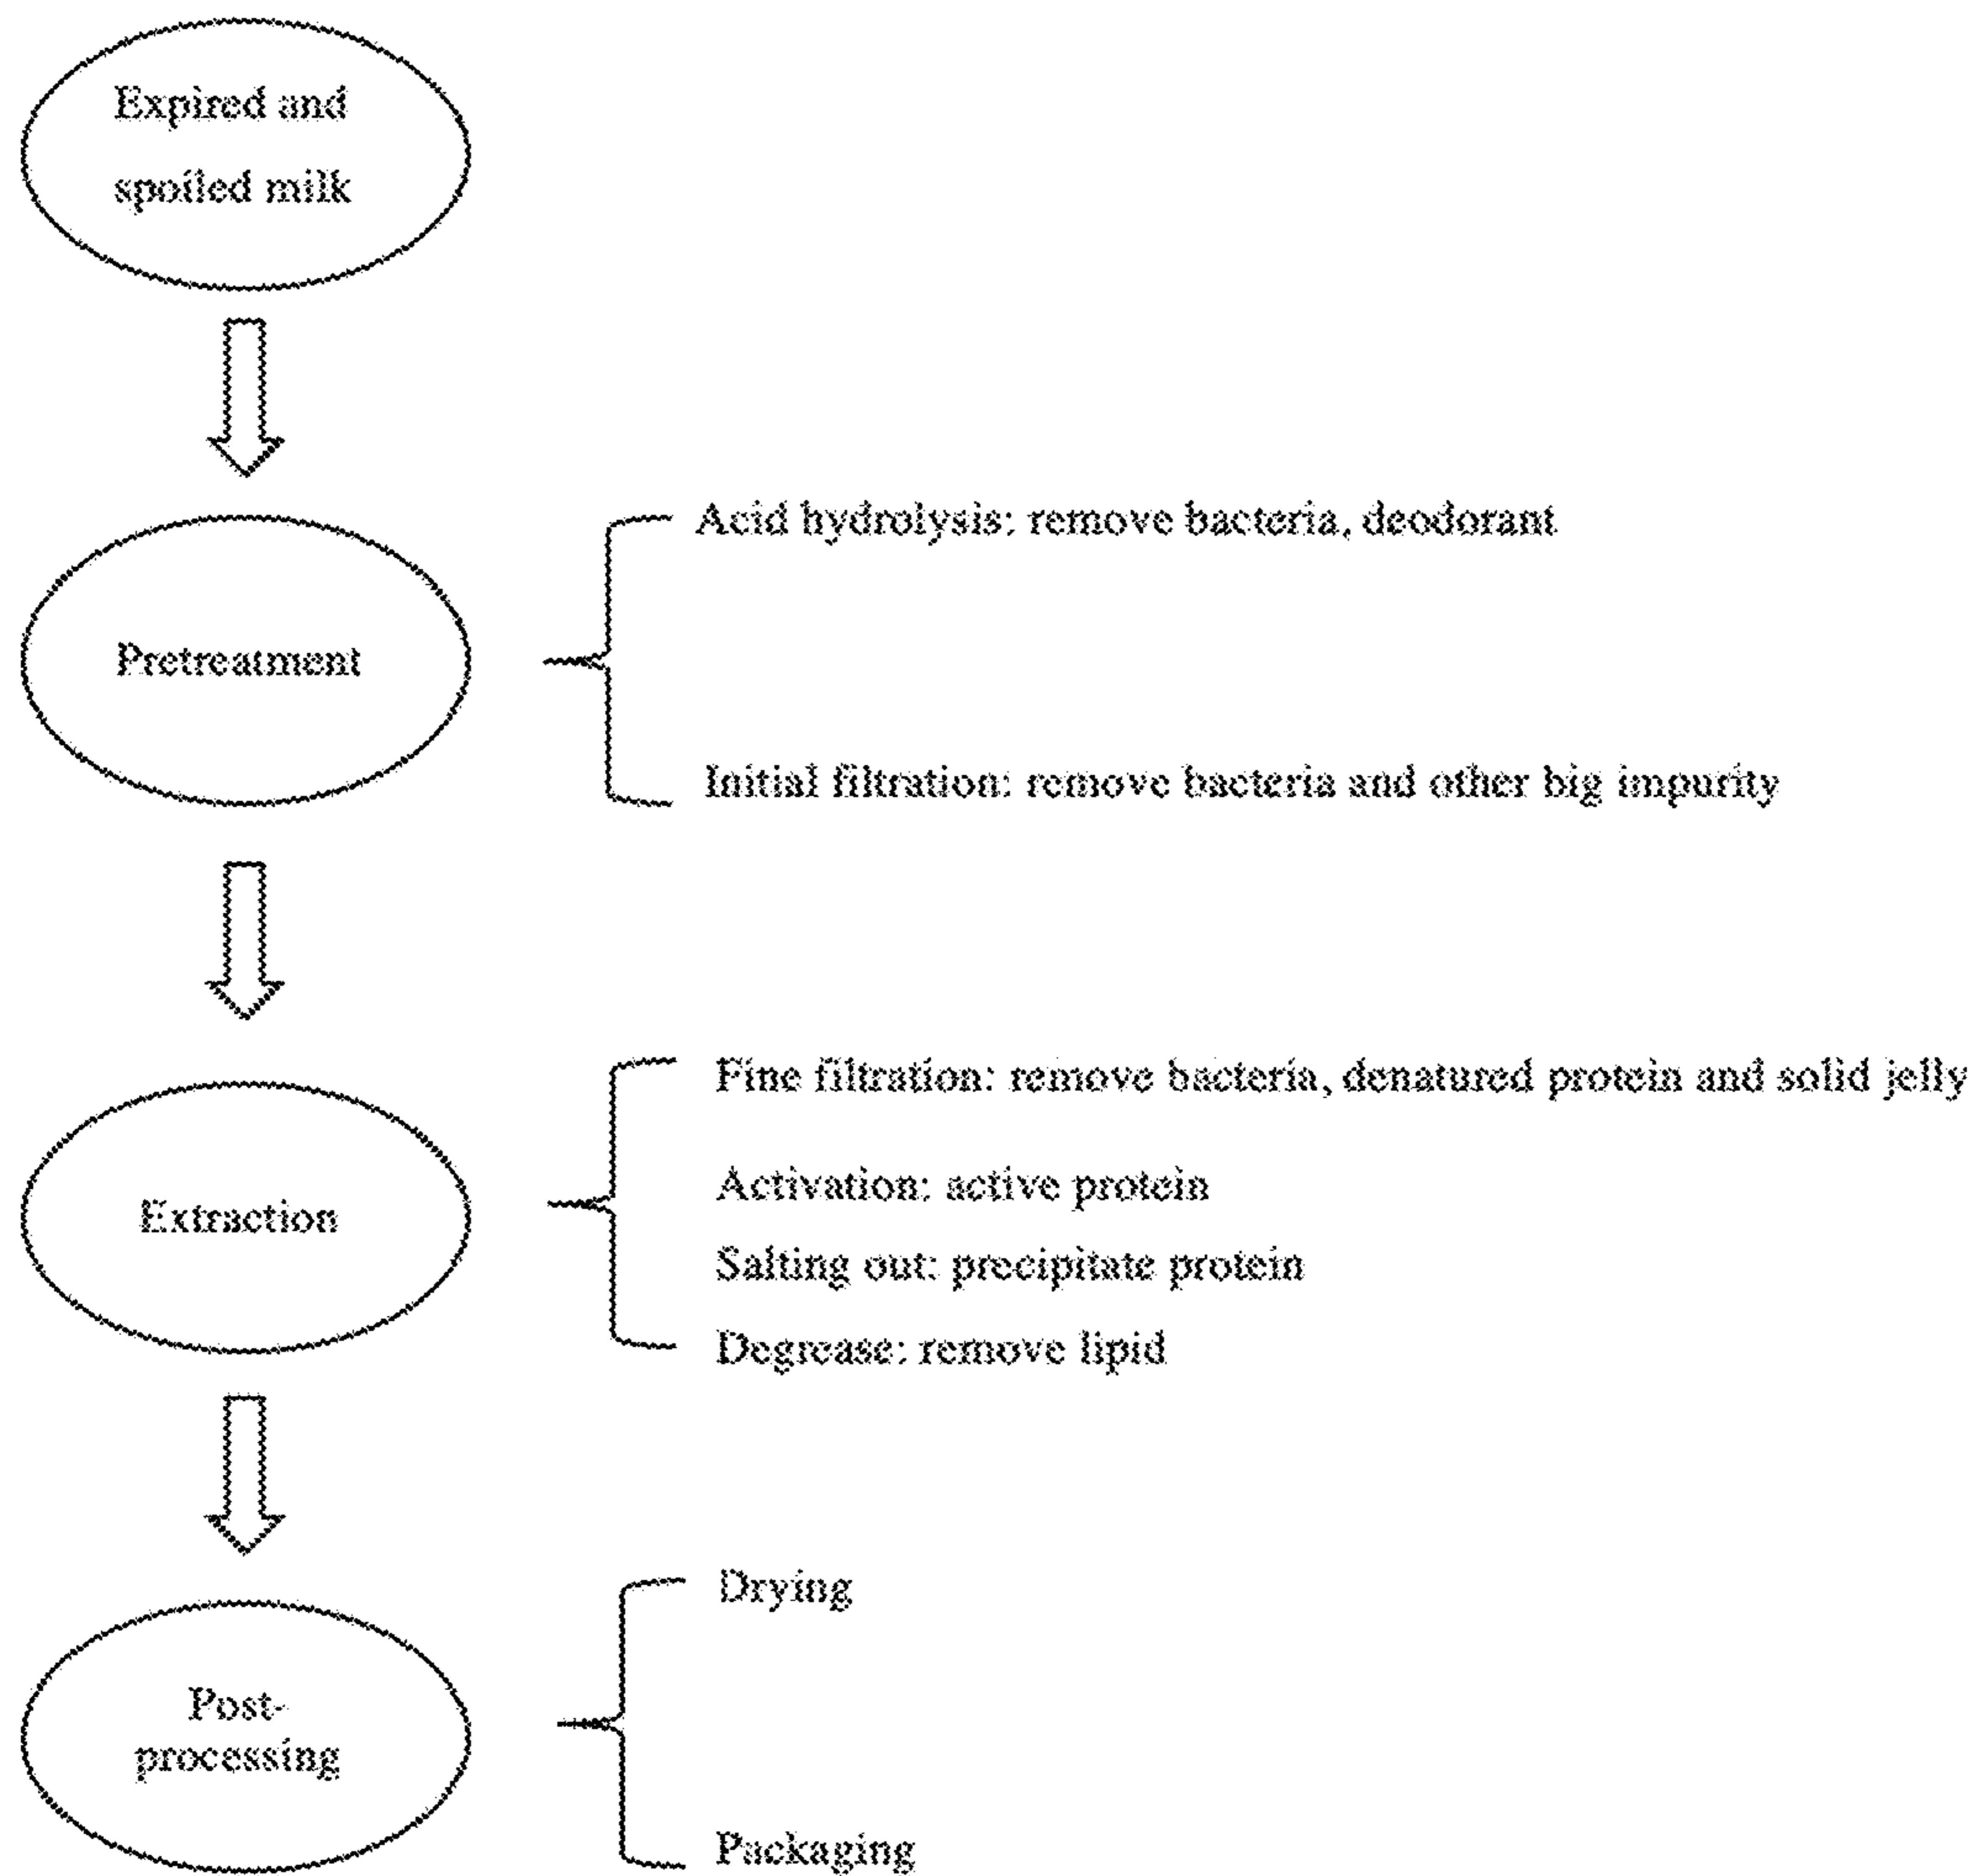 Expired and
spoiled milk
Acid hydrolysis: remove bacteria, deodorant
Pretreatment
Initial filtration: remove bacteria and other big impurity
Fine filtration: remove bacteria, denatured protein and solid jelly
Activation: active protein
Extraction
Salting out: precipitate protein
Degrease: remove lipid
Drying
Post-
processing
Packaging